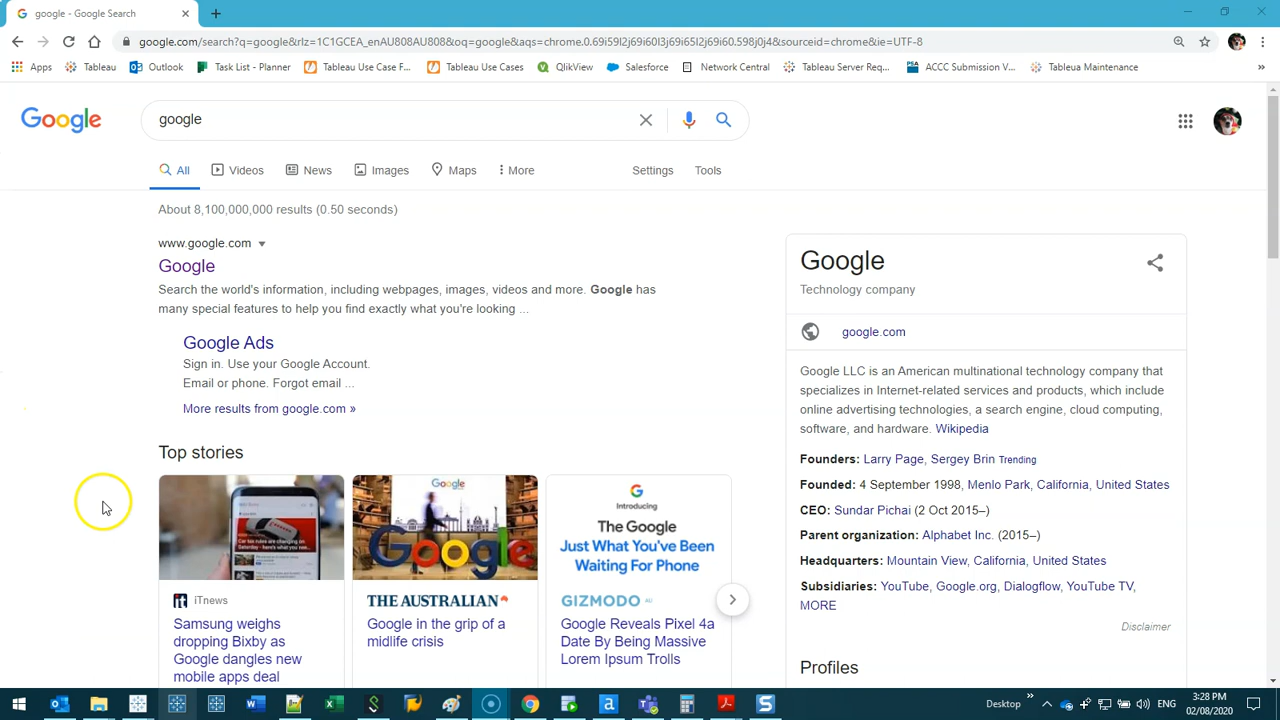 google - Google Search
google.com/search?q=google&rlz=1C1GCEA_enAU808AU808&oq=google&aqs=chrome.0.69i59l2j69i60l3j69i65l2j69i60.598j0j4&sourceid=chrome&ie=UTF-8
Apps Tableau Outlook Task List - Planner Tableau Use Case F... Tableau Use Cases QlikView Salesforce Network Central Tableau Server Req... ACCC Submission V... Tableua Maintenance »
Google google
All Videos News Images Maps More Settings Tools
About 8,100,000,000 results (0.50 seconds)
www.google.com
Google
Search the world's information, including webpages, images, videos and more. Google has
many special features to help you find exactly what you're looking ...
Google Ads
Sign in. Use your Google Account.
Email or phone. Forgot email ...
More results from google.com »
Top stories
Google
Introducing
The Google
Just What You've Been
Waiting For Phone
Google
iTnews
Samsung weighs
dropping Bixby as
Google dangles new
mobile apps deal
THE AUSTRALIAN
Google in the grip of a
midlife crisis
GIZMODO AU
Google Reveals Pixel 4a
Date By Being Massive
Lorem Ipsum Trolls
Google
Technology company
google.com
Google LLC is an American multinational technology company that
specializes in Internet-related services and products, which include
online advertising technologies, a search engine, cloud computing,
software, and hardware. Wikipedia
Founders: Larry Page, Sergey Brin Trending
Founded: 4 September 1998, Menlo Park, California, United States
CEO: Sundar Pichai (2 Oct 2015–)
Parent organization: Alphabet Inc. (2015–)
Headquarters: Mountain View, California, United States
Subsidiaries: YouTube, Google.org, Dialogflow, YouTube TV,
MORE
Disclaimer
Profiles
Desktop » ENG
3:28 PM
02/08/2020